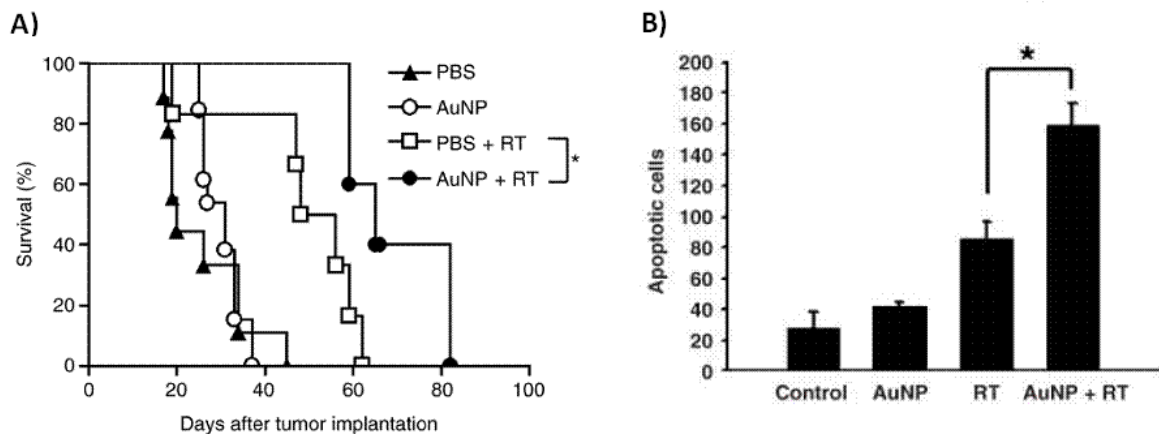 A)
100
80
60
40
20
0
Survival (%)
0 20 40 60 80 100
Days after tumor implantation
PBS
AuNP
PBS + RT
AuNP + RT
*
B)
200
180
160
140
120
100
80
60
40
20
0
Apoptotic cells
*
Control AuNP RT AuNP + RT